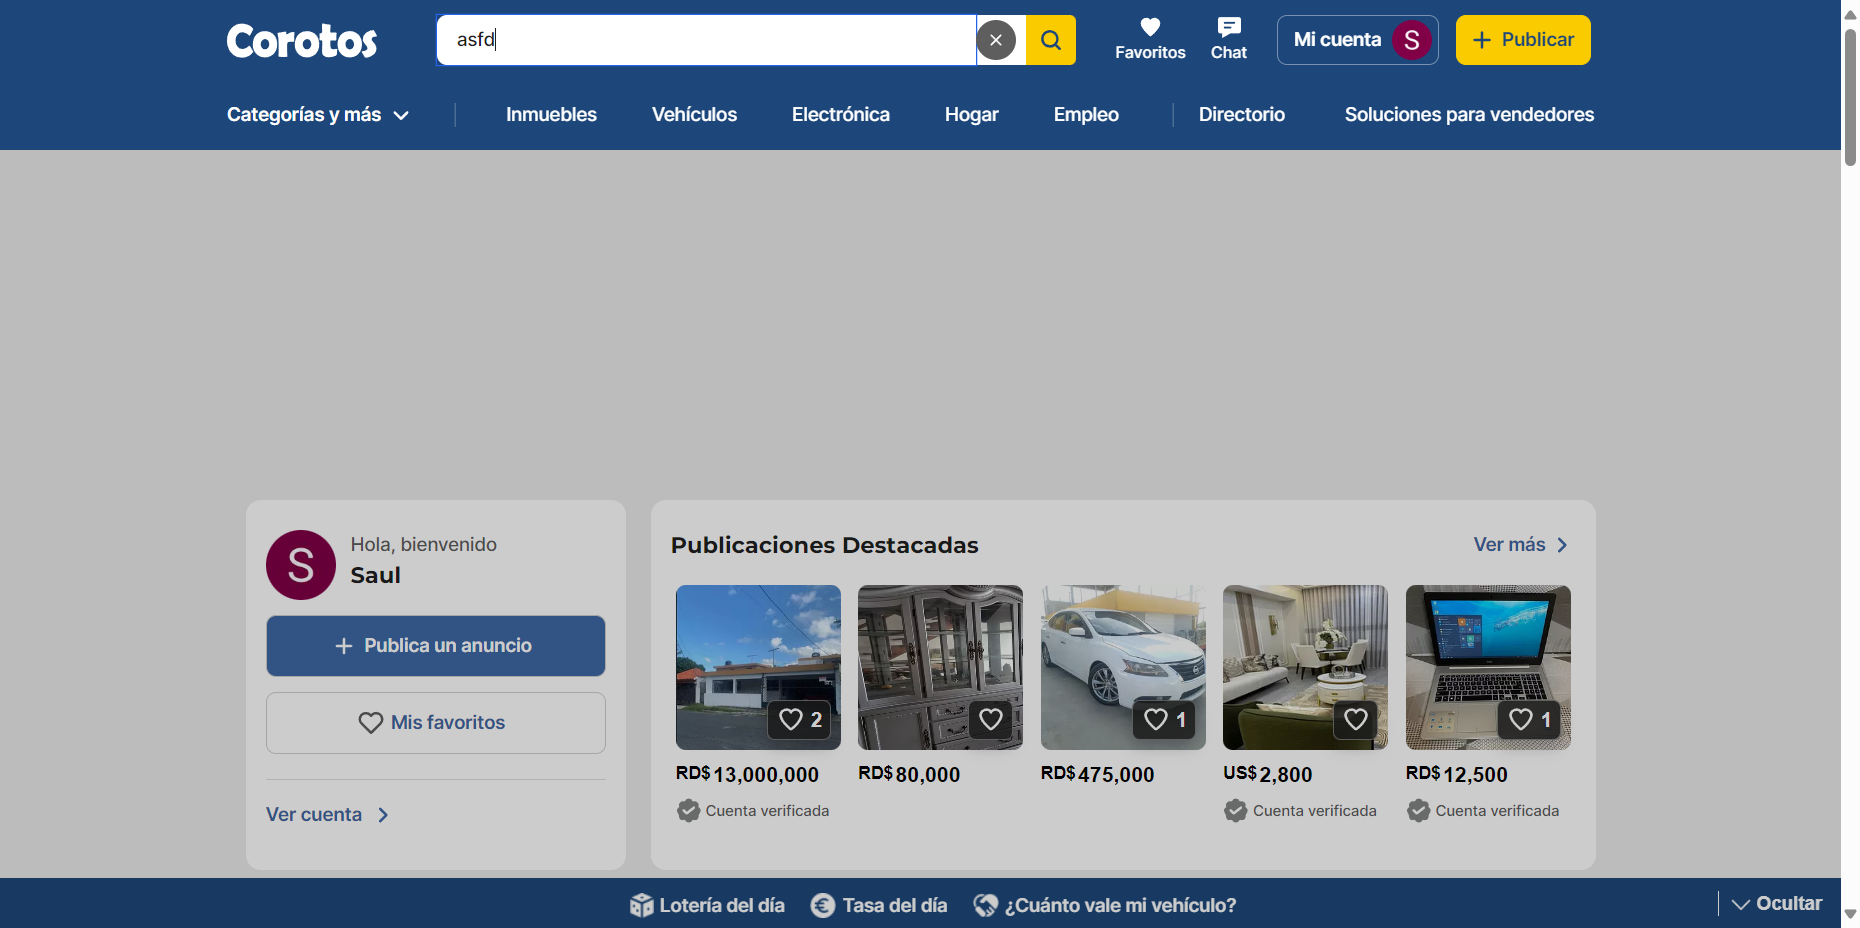 Corotos
asfd
Favoritos
Chat
Mi cuenta S
Publicar
Categorías y más
Inmuebles
Vehículos
Electrónica
Hogar
Empleo
Directorio
Soluciones para vendedores
S
Hola, bienvenido
Saul
Publica un anuncio
Mis favoritos
Ver cuenta
Publicaciones Destacadas
Ver más
2
1
1
RD$ 13,000,000
RD$ 80,000
RD$ 475,000
US$ 2,800
RD$ 12,500
Cuenta verificada
Cuenta verificada
Cuenta verificada
Lotería del día
Tasa del día
¿Cuánto vale mi vehículo?
Ocultar